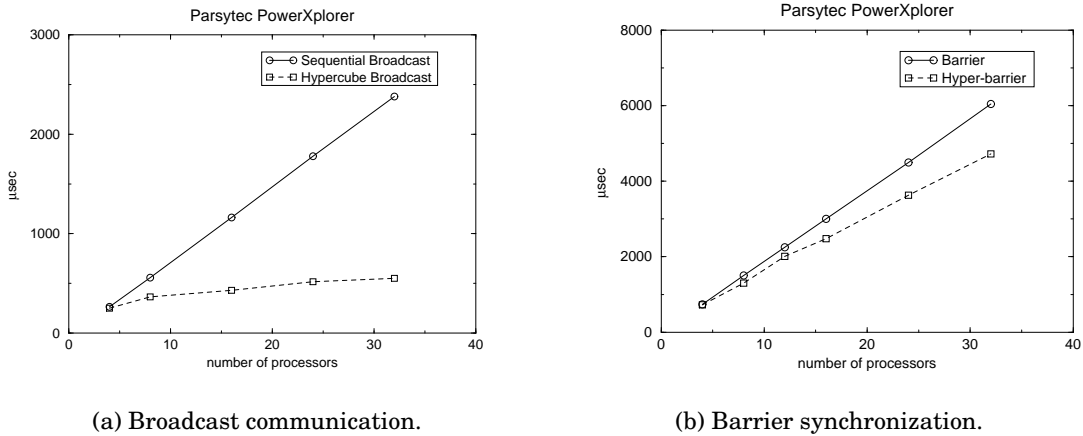 Parsytec PowerXplorer
3000
2000
1000
0
µsec
Sequential Broadcast
Hypercube Broadcast
0 10 20 30 40
number of processors
(a) Broadcast communication.
Parsytec PowerXplorer
8000
6000
4000
2000
0
µsec
Barrier
Hyper-barrier
0 10 20 30 40
number of processors
(b) Barrier synchronization.